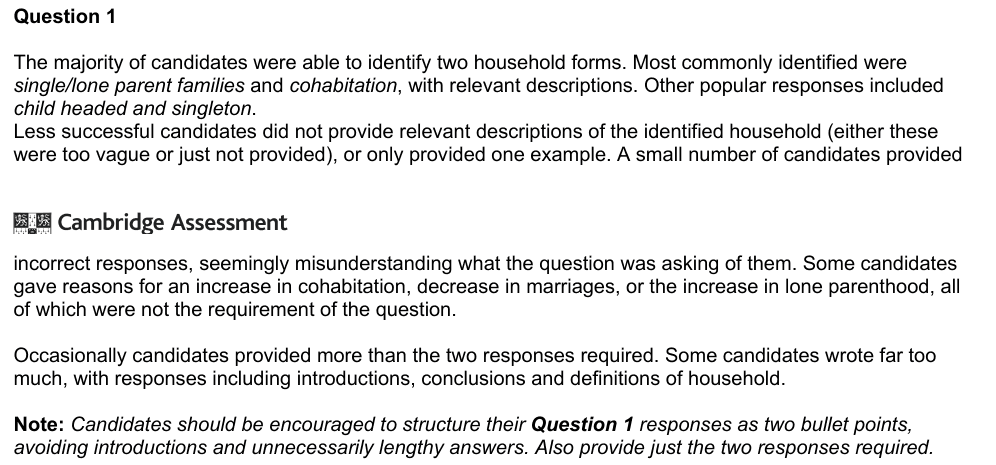 Question 1
The majority of candidates were able to identify two household forms. Most commonly identified were
single/lone parent families and cohabitation, with relevant descriptions. Other popular responses included
child headed and singleton.
Less successful candidates did not provide relevant descriptions of the identified household (either these
were too vague or just not provided), or only provided one example. A small number of candidates provided
Cambridge Assessment
incorrect responses, seemingly misunderstanding what the question was asking of them. Some candidates
gave reasons for an increase in cohabitation, decrease in marriages, or the increase in lone parenthood, all
of which were not the requirement of the question.
Occasionally candidates provided more than the two responses required. Some candidates wrote far too
much, with responses including introductions, conclusions and definitions of household.
Note: Candidates should be encouraged to structure their Question 1 responses as two bullet points,
avoiding introductions and unnecessarily lengthy answers. Also provide just the two responses required.